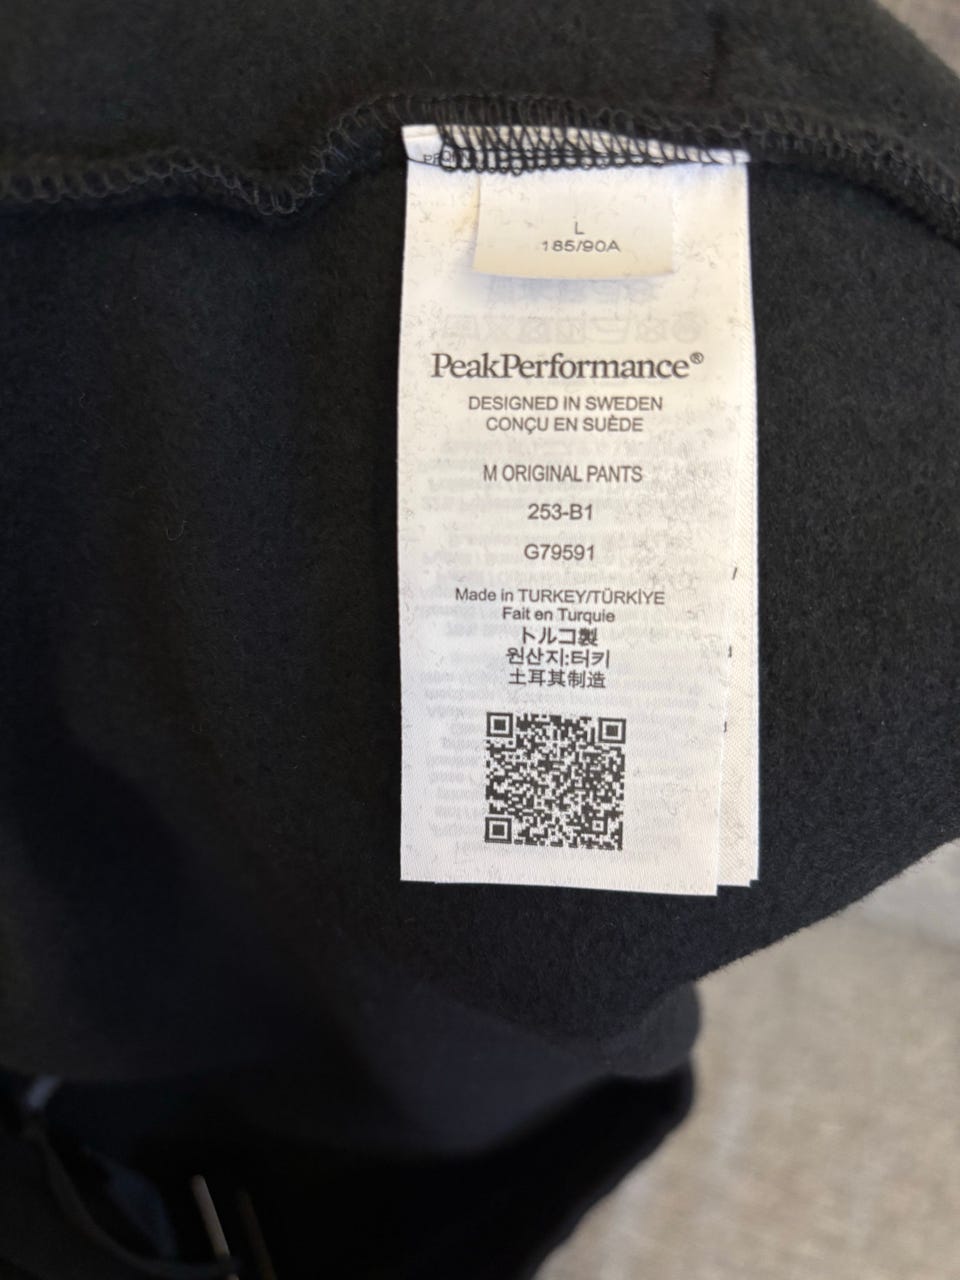 L
185/90A
PeakPerformance®
DESIGNED IN SWEDEN
CONÇU EN SUÈDE
M ORIGINAL PANTS
253-B1
G79591
Made in TURKEY/TÜRKİYE
Fait en Turquie
トルコ製
원산지:터키
土耳其制造